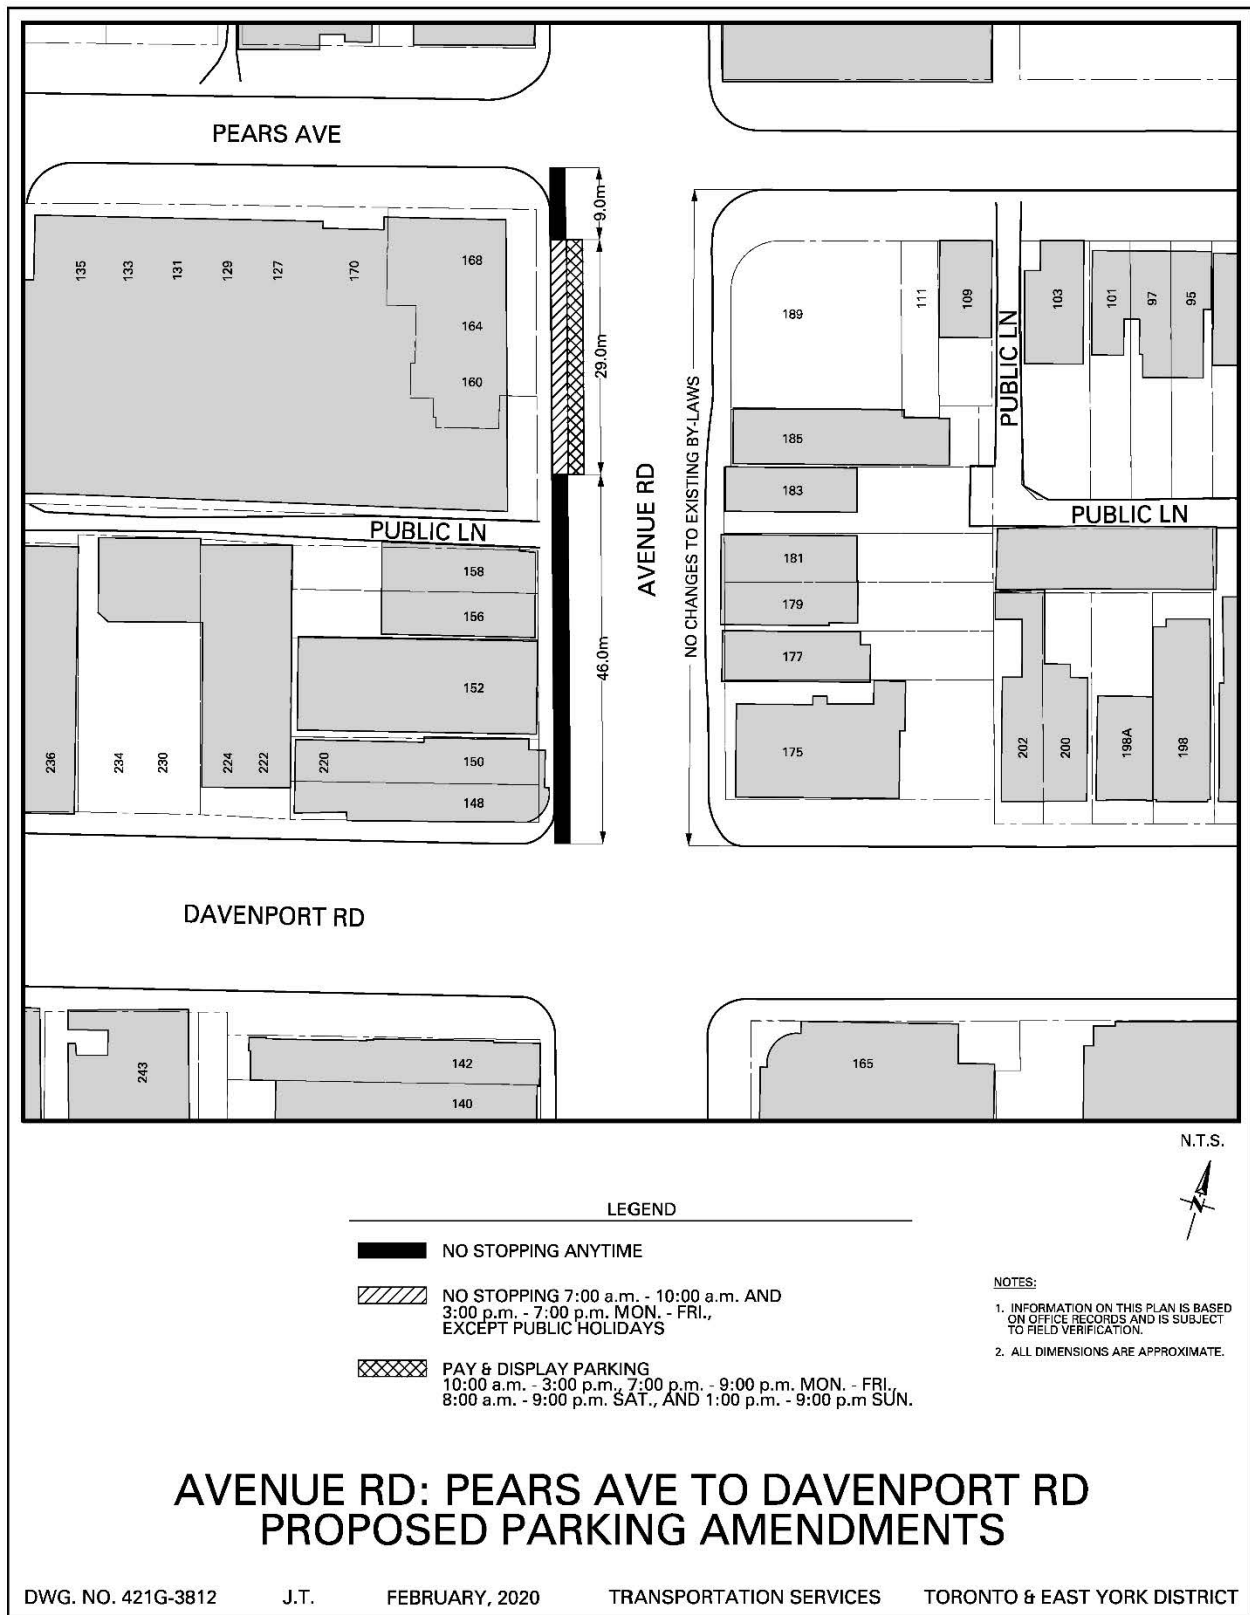 PEARS AVE
9.0m
135
133
131
129
127
170
168
164
160
29.0m
189
111
109
PUBLIC LN
103
101
97
95
185
183
AVENUE RD
NO CHANGES TO EXISTING BY-LAWS
PUBLIC LN
PUBLIC LN
158
156
152
150
148
46.0m
181
179
177
175
236
234
230
224
222
220
202
200
198A
198
DAVENPORT RD
243
142
140
165
N.T.S.
N
LEGEND
NO STOPPING ANYTIME
NO STOPPING 7:00 a.m. - 10:00 a.m. AND
3:00 p.m. - 7:00 p.m. MON. - FRI.,
EXCEPT PUBLIC HOLIDAYS
PAY & DISPLAY PARKING
10:00 a.m. - 3:00 p.m., 7:00 p.m. - 9:00 p.m. MON. - FRI.,
8:00 a.m. - 9:00 p.m. SAT., AND 1:00 p.m. - 9:00 p.m SUN.
NOTES:
1. INFORMATION ON THIS PLAN IS BASED
ON OFFICE RECORDS AND IS SUBJECT
TO FIELD VERIFICATION.
2. ALL DIMENSIONS ARE APPROXIMATE.
AVENUE RD: PEARS AVE TO DAVENPORT RD
PROPOSED PARKING AMENDMENTS
DWG. NO. 421G-3812 J.T. FEBRUARY, 2020 TRANSPORTATION SERVICES TORONTO & EAST YORK DISTRICT